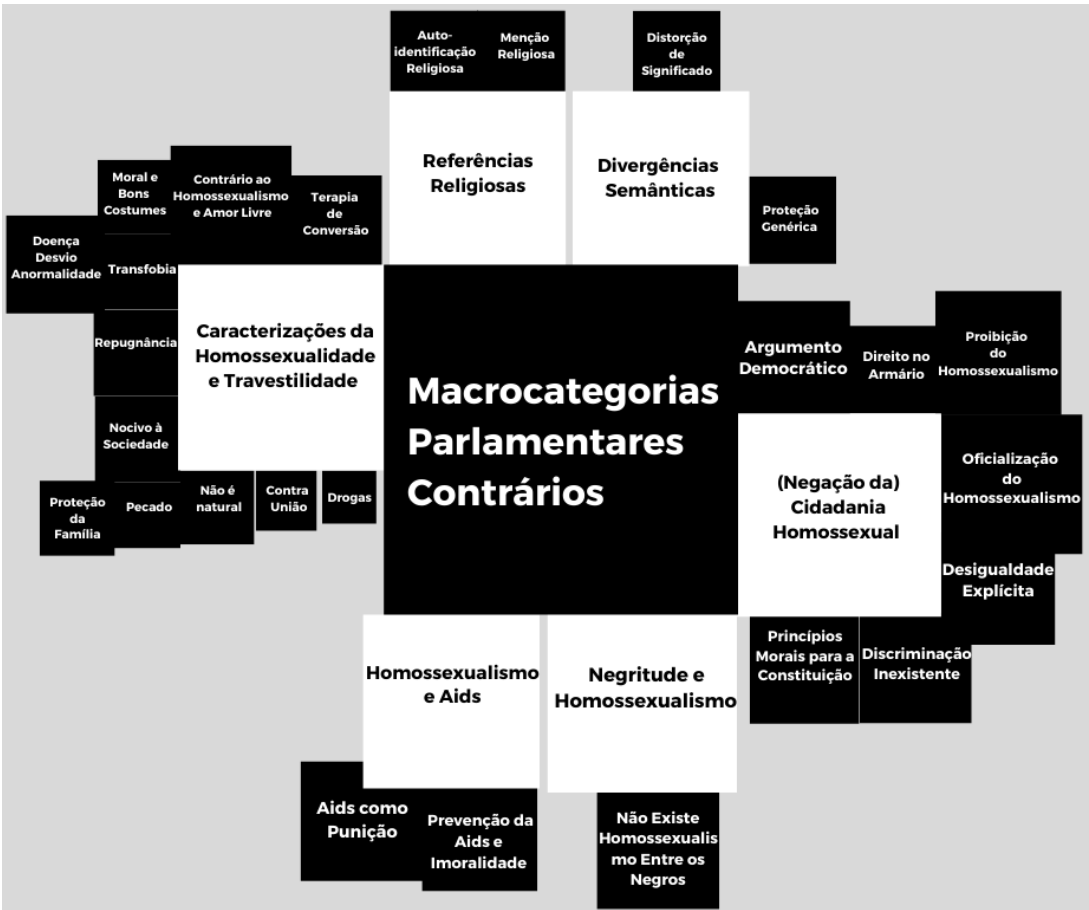 Auto-
identificação
Religiosa
Menção
Religiosa
Distorção
de
Significado
Referências
Religiosas
Divergências
Semânticas
Proteção
Genérica
Moral e
Bons
Costumes
Contrário ao
Homossexualismo
e Amor Livre
Terapia
de
Conversão
Doença
Desvio
Anormalidade
Transfobia
Repugnância
Nocivo à
Sociedade
Proteção
da
Família
Pecado
Não é
natural
Contra
União
Drogas
Caracterizações da
Homossexualidade
e Travestilidade
Macrocategorias
Parlamentares
Contrários
Argumento
Democrático
Direito no
Armário
Proibição
do
Homossexualismo
(Negação da)
Cidadania
Homossexual
Oficialização
do
Homossexualismo
Desigualdade
Explícita
Princípios
Morais para a
Constituição
Discriminação
Inexistente
Homossexualismo
e Aids
Negritude e
Homossexualismo
Aids como
Punição
Prevenção da
Aids e
Imoralidade
Não Existe
Homossexualis
mo Entre os
Negros